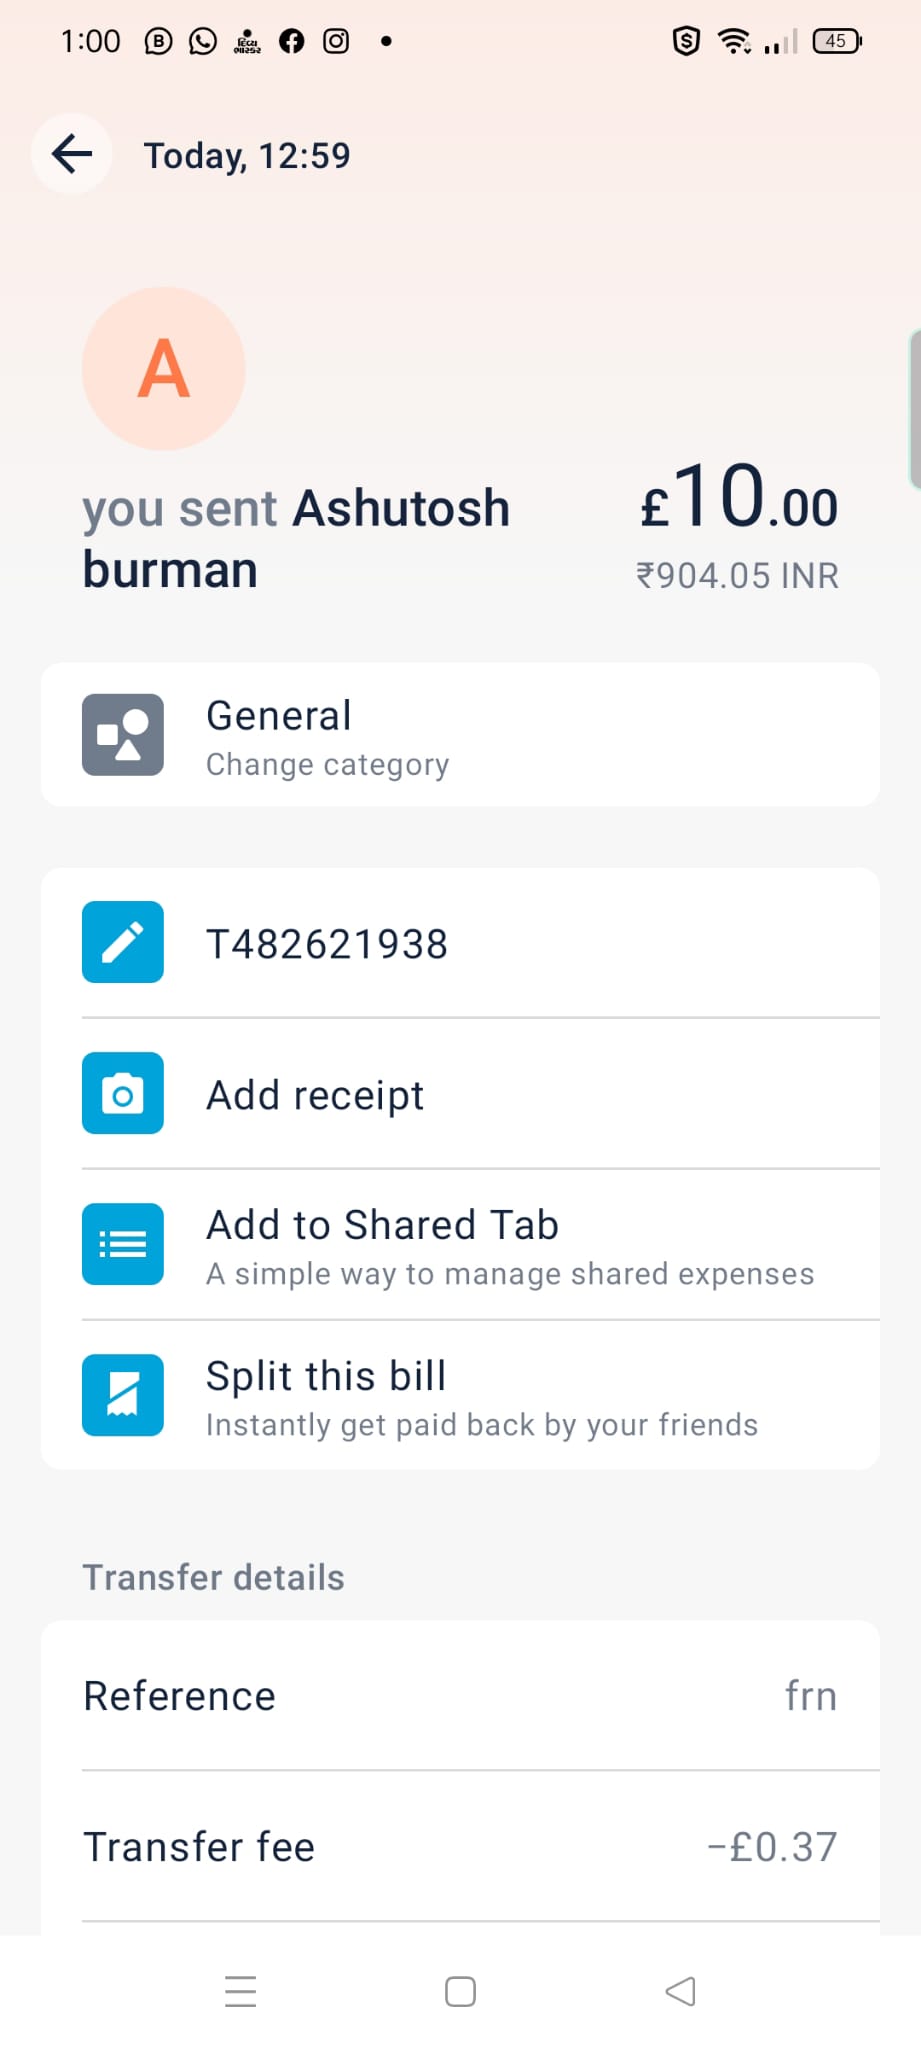 1:00
દિવ્ય
ભાસ્કર
45
Today, 12:59
A
you sent Ashutosh
burman
£10.00
₹904.05 INR
General
Change category
T482621938
Add receipt
Add to Shared Tab
A simple way to manage shared expenses
Split this bill
Instantly get paid back by your friends
Transfer details
Reference
frn
Transfer fee
−£0.37